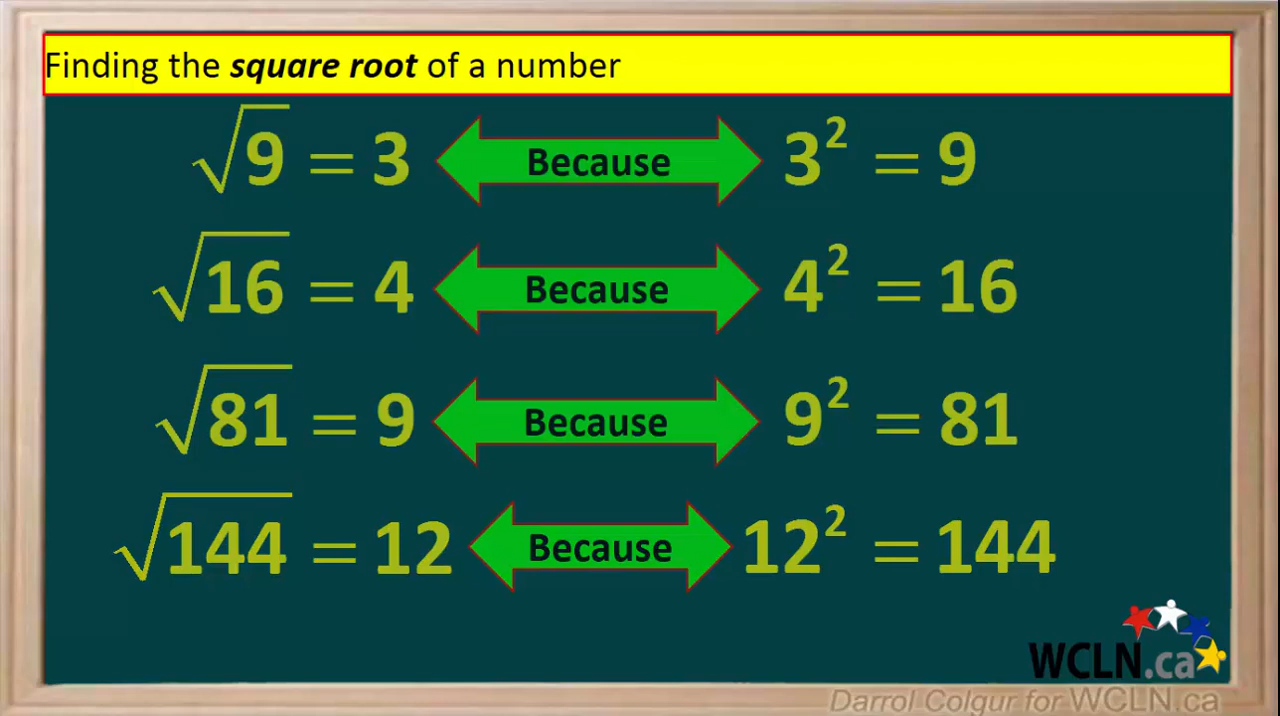 Finding the square root of a number
√9 = 3 Because 3² = 9
√16 = 4 Because 4² = 16
√81 = 9 Because 9² = 81
√144 = 12 Because 12² = 144
WCLN.ca
Darrol Colgur for WCLN.ca